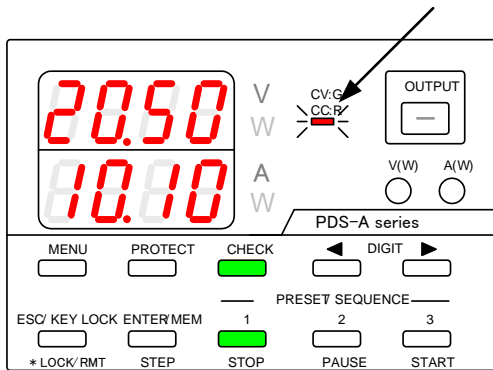 20.50
V
W
CV:G
CC:R
OUTPUT
10.10
A
W
V(W) A(W)
PDS-A series
MENU PROTECT CHECK ◀ DIGIT ▶
PRESET/ SEQUENCE
ESC/ KEY LOCK ENTER/MEM 1 2 3
* LOCK/RMT STEP STOP PAUSE START